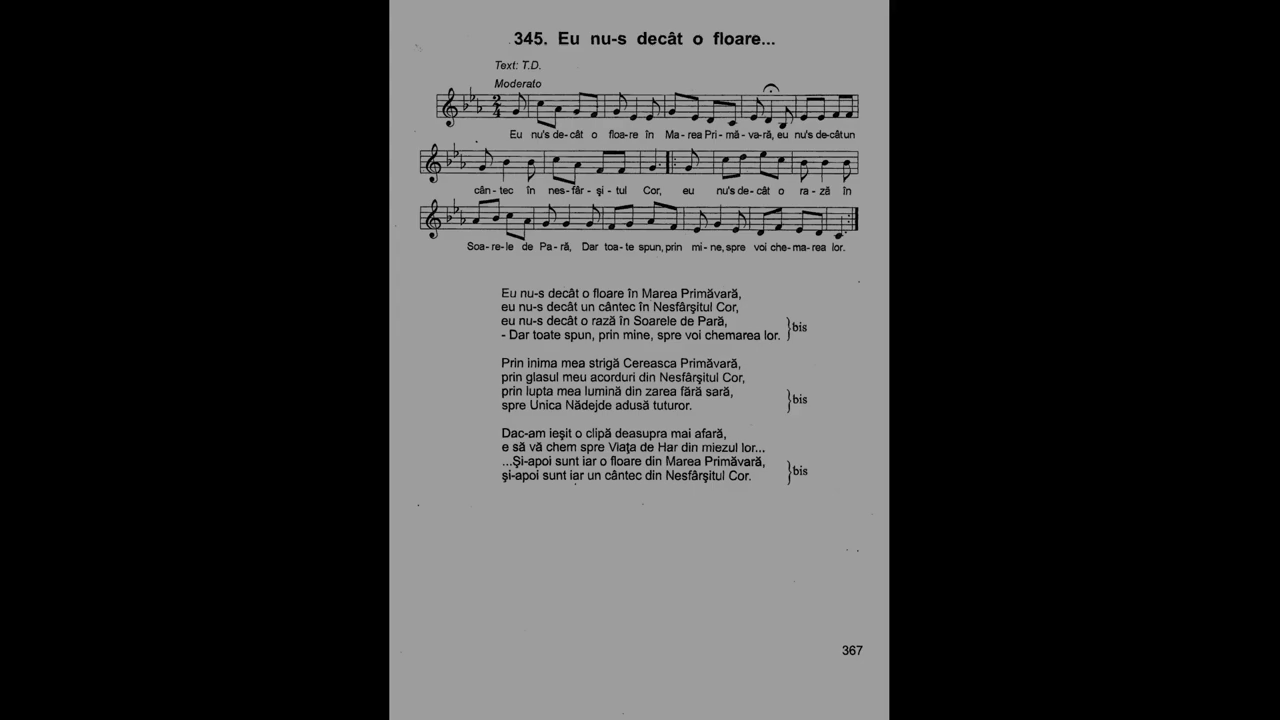 345. Eu nu-s decât o floare...
Text: T.D.
Moderato
Eu nu's de-cât o floa-re în Ma-rea Pri-mă-va-ră, eu nu's de-cât un
cân-tec în nes-fâr-şi-tul Cor, eu nu's de-cât o ra-ză în
Soa-re-le de Pa-ră, Dar toa-te spun, prin mi-ne, spre voi che-ma-rea lor.
Eu nu-s decât o floare în Marea Primăvară,
eu nu-s decât un cântec în Nesfârşitul Cor,
eu nu-s decât o rază în Soarele de Pară,
- Dar toate spun, prin mine, spre voi chemarea lor.
bis
Prin inima mea strigă Cereasca Primăvară,
prin glasul meu acorduri din Nesfârşitul Cor,
prin lupta mea lumină din zarea fără sară,
spre Unica Nădejde adusă tuturor.
bis
Dac-am ieşit o clipă deasupra mai afară,
e să vă chem spre Viaţa de Har din miezul lor...
...Şi-apoi sunt iar o floare din Marea Primăvară,
şi-apoi sunt iar un cântec din Nesfârşitul Cor.
bis
367